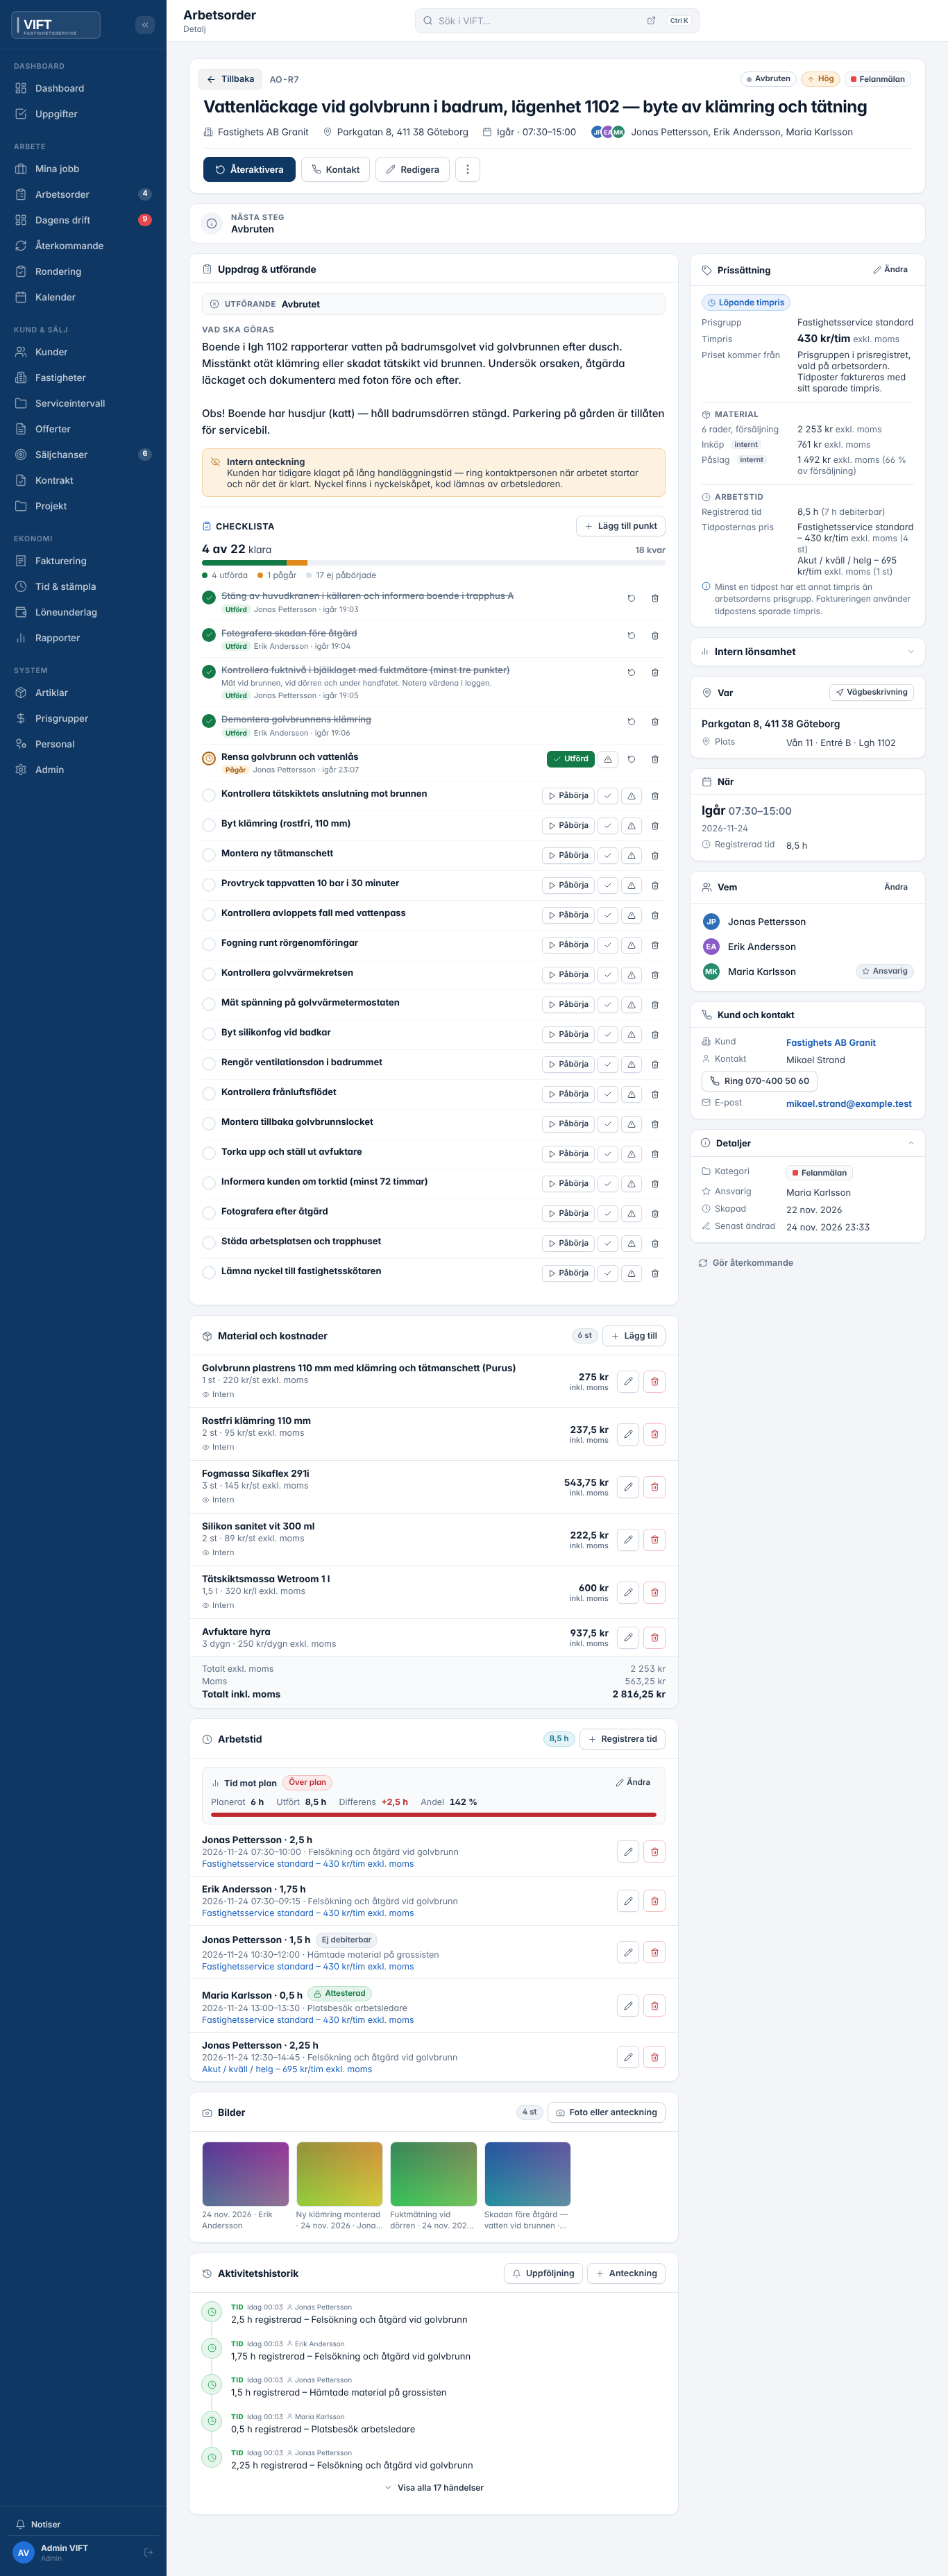 VIFT
FASTIGHETSSERVICE
DASHBOARD
Dashboard
Uppgifter
ARBETE
Mina jobb
Arbetsorder 4
Dagens drift 9
Återkommande
Rondering
Kalender
KUND & SÄLJ
Kunder
Fastigheter
Serviceintervall
Offerter
Säljchanser 6
Kontrakt
Projekt
EKONOMI
Fakturering
Tid & stämpla
Löneunderlag
Rapporter
SYSTEM
Artiklar
Prisgrupper
Personal
Admin
Notiser
AV Admin VIFT
Admin
Arbetsorder
Detalj
Sök i VIFT... Ctrl K
Tillbaka AO-R7 Avbruten Hög Felanmälan
Vattenläckage vid golvbrunn i badrum, lägenhet 1102 — byte av klämring och tätning
Fastighets AB Granit Parkgatan 8, 411 38 Göteborg Igår · 07:30–15:00 JP EA MK Jonas Pettersson, Erik Andersson, Maria Karlsson
Återaktivera Kontakt Redigera
NÄSTA STEG
Avbruten
Uppdrag & utförande
UTFÖRANDE Avbrutet
VAD SKA GÖRAS
Boende i lgh 1102 rapporterar vatten på badrumsgolvet vid golvbrunnen efter dusch.
Misstänkt otät klämring eller skadat tätskikt vid brunnen. Undersök orsaken, åtgärda
läckaget och dokumentera med foton före och efter.
Obs! Boende har husdjur (katt) — håll badrumsdörren stängd. Parkering på gården är tillåten
för servicebil.
Intern anteckning
Kunden har tidigare klagat på lång handläggningstid — ring kontaktpersonen när arbetet startar
och när det är klart. Nyckel finns i nyckelskåpet, kod lämnas av arbetsledaren.
CHECKLISTA Lägg till punkt
4 av 22 klara 18 kvar
4 utförda 1 pågår 17 ej påbörjade
Stäng av huvudkranen i källaren och informera boende i trapphus A
Utförd Jonas Pettersson · igår 19:03
Fotografera skadan före åtgärd
Utförd Erik Andersson · igår 19:04
Kontrollera fuktnivå i bjälklaget med fuktmätare (minst tre punkter)
Mät vid brunnen, vid dörren och under handfatet. Notera värdena i loggen.
Utförd Jonas Pettersson · igår 19:05
Demontera golvbrunnens klämring
Utförd Erik Andersson · igår 19:06
Rensa golvbrunn och vattenlås Utförd
Pågår Jonas Pettersson · igår 23:07
Kontrollera tätskiktets anslutning mot brunnen Påbörja
Byt klämring (rostfri, 110 mm) Påbörja
Montera ny tätmanschett Påbörja
Provtryck tappvatten 10 bar i 30 minuter Påbörja
Kontrollera avloppets fall med vattenpass Påbörja
Fogning runt rörgenomföringar Påbörja
Kontrollera golvvärmekretsen Påbörja
Mät spänning på golvvärmetermostaten Påbörja
Byt silikonfog vid badkar Påbörja
Rengör ventilationsdon i badrummet Påbörja
Kontrollera frånluftsflödet Påbörja
Montera tillbaka golvbrunnslocket Påbörja
Torka upp och ställ ut avfuktare Påbörja
Informera kunden om torktid (minst 72 timmar) Påbörja
Fotografera efter åtgärd Påbörja
Städa arbetsplatsen och trapphuset Påbörja
Lämna nyckel till fastighetsskötaren Påbörja
Material och kostnader 6 st Lägg till
Golvbrunn plastrens 110 mm med klämring och tätmanschett (Purus)
1 st · 220 kr/st exkl. moms
Intern
275 kr
inkl. moms
Rostfri klämring 110 mm
2 st · 95 kr/st exkl. moms
Intern
237,5 kr
inkl. moms
Fogmassa Sikaflex 291i
3 st · 145 kr/st exkl. moms
Intern
543,75 kr
inkl. moms
Silikon sanitet vit 300 ml
2 st · 89 kr/st exkl. moms
Intern
222,5 kr
inkl. moms
Tätskiktsmassa Wetroom 1 l
1,5 l · 320 kr/l exkl. moms
Intern
600 kr
inkl. moms
Avfuktare hyra
3 dygn · 250 kr/dygn exkl. moms
937,5 kr
inkl. moms
Totalt exkl. moms 2 253 kr
Moms 563,25 kr
Totalt inkl. moms 2 816,25 kr
Arbetstid 8,5 h Registrera tid
Tid mot plan Över plan Ändra
Planerat 6 h Utfört 8,5 h Differens +2,5 h Andel 142 %
Jonas Pettersson · 2,5 h
2026-11-24 07:30–10:00 · Felsökning och åtgärd vid golvbrunn
Fastighetsservice standard – 430 kr/tim exkl. moms
Erik Andersson · 1,75 h
2026-11-24 07:30–09:15 · Felsökning och åtgärd vid golvbrunn
Fastighetsservice standard – 430 kr/tim exkl. moms
Jonas Pettersson · 1,5 h Ej debiterbar
2026-11-24 10:30–12:00 · Hämtade material på grossisten
Fastighetsservice standard – 430 kr/tim exkl. moms
Maria Karlsson · 0,5 h Attesterad
2026-11-24 13:00–13:30 · Platsbesök arbetsledare
Fastighetsservice standard – 430 kr/tim exkl. moms
Jonas Pettersson · 2,25 h
2026-11-24 12:30–14:45 · Felsökning och åtgärd vid golvbrunn
Akut / kväll / helg – 695 kr/tim exkl. moms
Bilder 4 st Foto eller anteckning
24 nov. 2026 · Erik
Andersson
Ny klämring monterad
· 24 nov. 2026 · Jona...
Fuktmätning vid
dörren · 24 nov. 202...
Skadan före åtgärd —
vatten vid brunnen ·...
Aktivitetshistorik Uppföljning Anteckning
TID Idag 00:03 Jonas Pettersson
2,5 h registrerad – Felsökning och åtgärd vid golvbrunn
TID Idag 00:03 Erik Andersson
1,75 h registrerad – Felsökning och åtgärd vid golvbrunn
TID Idag 00:03 Jonas Pettersson
1,5 h registrerad – Hämtade material på grossisten
TID Idag 00:03 Maria Karlsson
0,5 h registrerad – Platsbesök arbetsledare
TID Idag 00:03 Jonas Pettersson
2,25 h registrerad – Felsökning och åtgärd vid golvbrunn
Visa alla 17 händelser
Prissättning Ändra
Löpande timpris
Prisgrupp Fastighetsservice standard
Timpris 430 kr/tim exkl. moms
Priset kommer från Prisgruppen i prisregistret,
vald på arbetsordern.
Tidposter faktureras med
sitt sparade timpris.
MATERIAL
6 rader, försäljning 2 253 kr exkl. moms
Inköp internt 761 kr exkl. moms
Påslag internt 1 492 kr exkl. moms (66 %
av försäljning)
ARBETSTID
Registrerad tid 8,5 h (7 h debiterbar)
Tidposternas pris Fastighetsservice standard
– 430 kr/tim exkl. moms (4
st)
Akut / kväll / helg – 695
kr/tim exkl. moms (1 st)
Minst en tidpost har ett annat timpris än
arbetsorderns prisgrupp. Faktureringen använder
tidpostens sparade timpris.
Intern lönsamhet
Var Vägbeskrivning
Parkgatan 8, 411 38 Göteborg
Plats Vån 11 · Entré B · Lgh 1102
När
Igår 07:30–15:00
2026-11-24
Registrerad tid 8,5 h
Vem Ändra
JP Jonas Pettersson
EA Erik Andersson
MK Maria Karlsson Ansvarig
Kund och kontakt
Kund Fastighets AB Granit
Kontakt Mikael Strand
Ring 070-400 50 60
E-post mikael.strand@example.test
Detaljer
Kategori Felanmälan
Ansvarig Maria Karlsson
Skapad 22 nov. 2026
Senast ändrad 24 nov. 2026 23:33
Gör återkommande